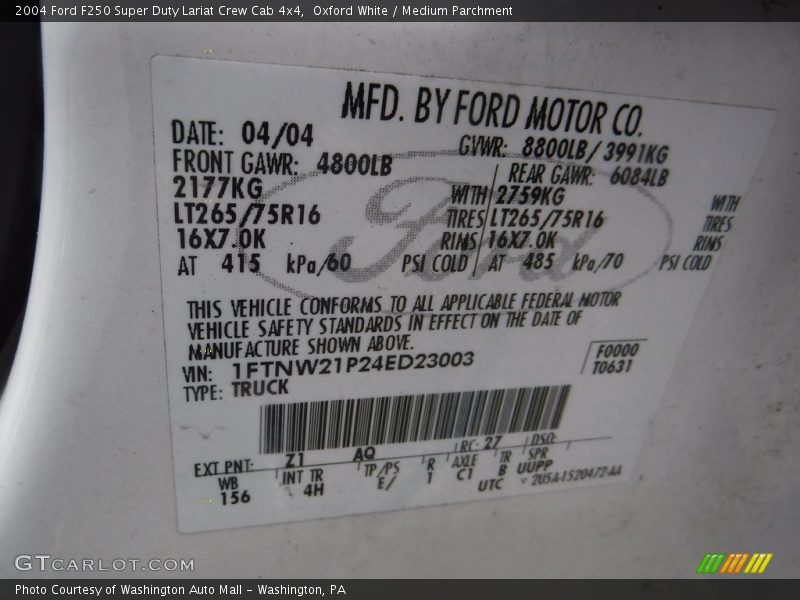 2004 Ford F250 Super Duty Lariat Crew Cab 4x4,  Oxford White / Medium Parchment
MFD. BY FORD MOTOR CO.
DATE: 04/04 GVWR: 8800LB/ 3991KG
FRONT GAWR: 4800LB REAR GAWR: 6084LB
2177KG WITH 2759KG WITH
LT265/75R16 TIRES LT265/75R16 TIRES
16X7.0K RIMS 16X7.0K RIMS
AT 415 kPa/60 PSI COLD AT 485 kPa/70 PSI COLD
Ford
THIS VEHICLE CONFORMS TO ALL APPLICABLE FEDERAL MOTOR
VEHICLE SAFETY STANDARDS IN EFFECT ON THE DATE OF
MANUFACTURE SHOWN ABOVE.
VIN: 1FTNW21P24ED23003 F0000
TYPE: TRUCK T0631
EXT PNT: Z1 AQ RC: 27 DSO:
WB INT TR TP/PS R AXLE TR SPR
156 4H E/ 1 C1 B UUPP
UTC 2U5A-1520472-AA
GTCARLOT.COM
Photo Courtesy of Washington Auto Mall - Washington, PA